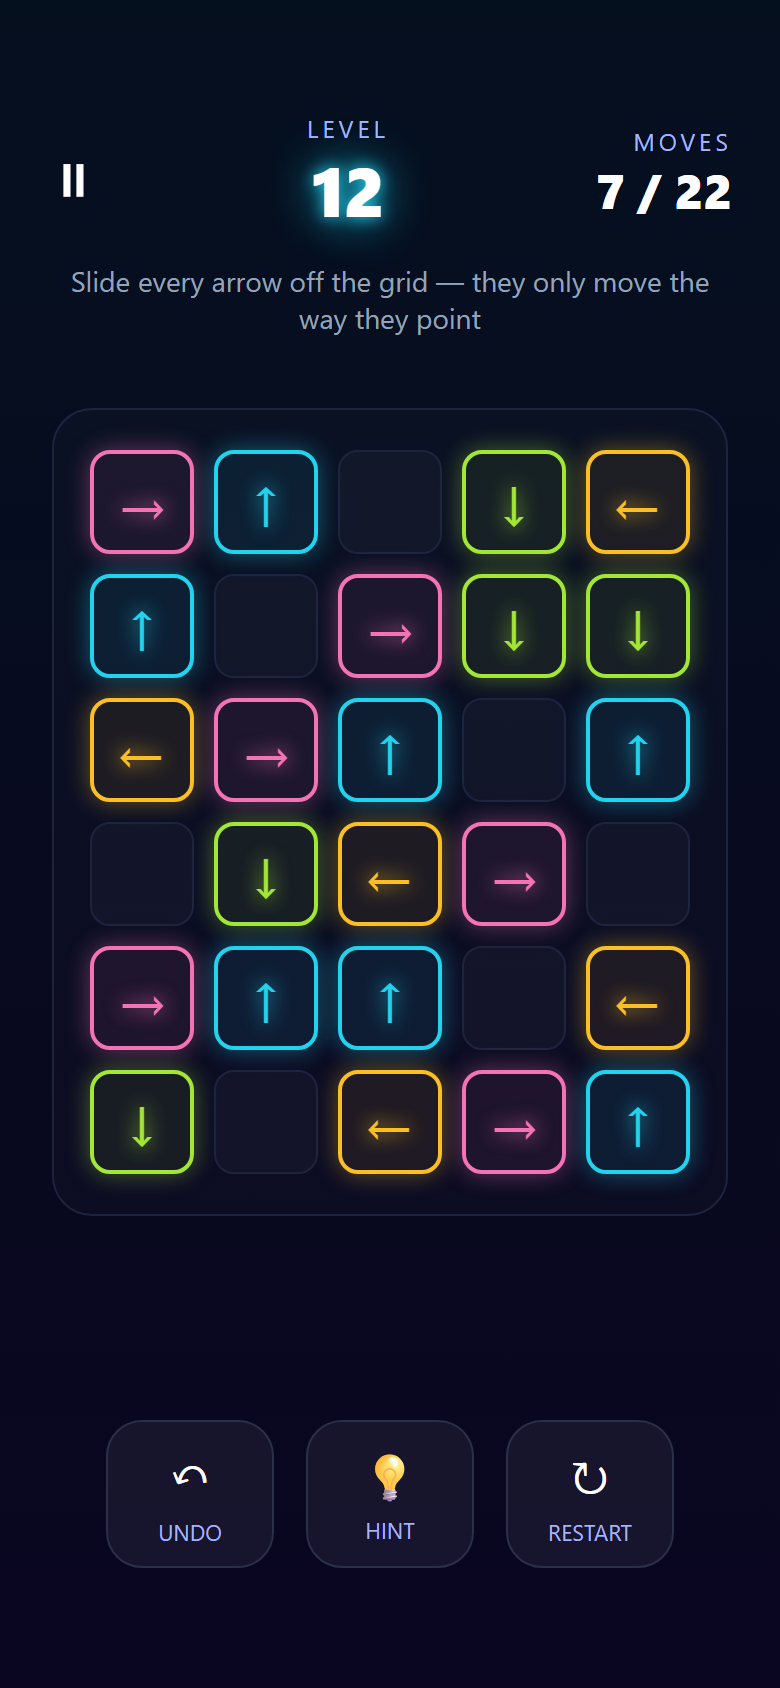 LEVEL
12
MOVES
7 / 22
Slide every arrow off the grid — they only move the
way they point
→ ↑ ↓ ←
↑ → ↓ ↓
← → ↑ ↑
↓ ← →
→ ↑ ↑ ←
↓ ← → ↑
UNDO
HINT
RESTART